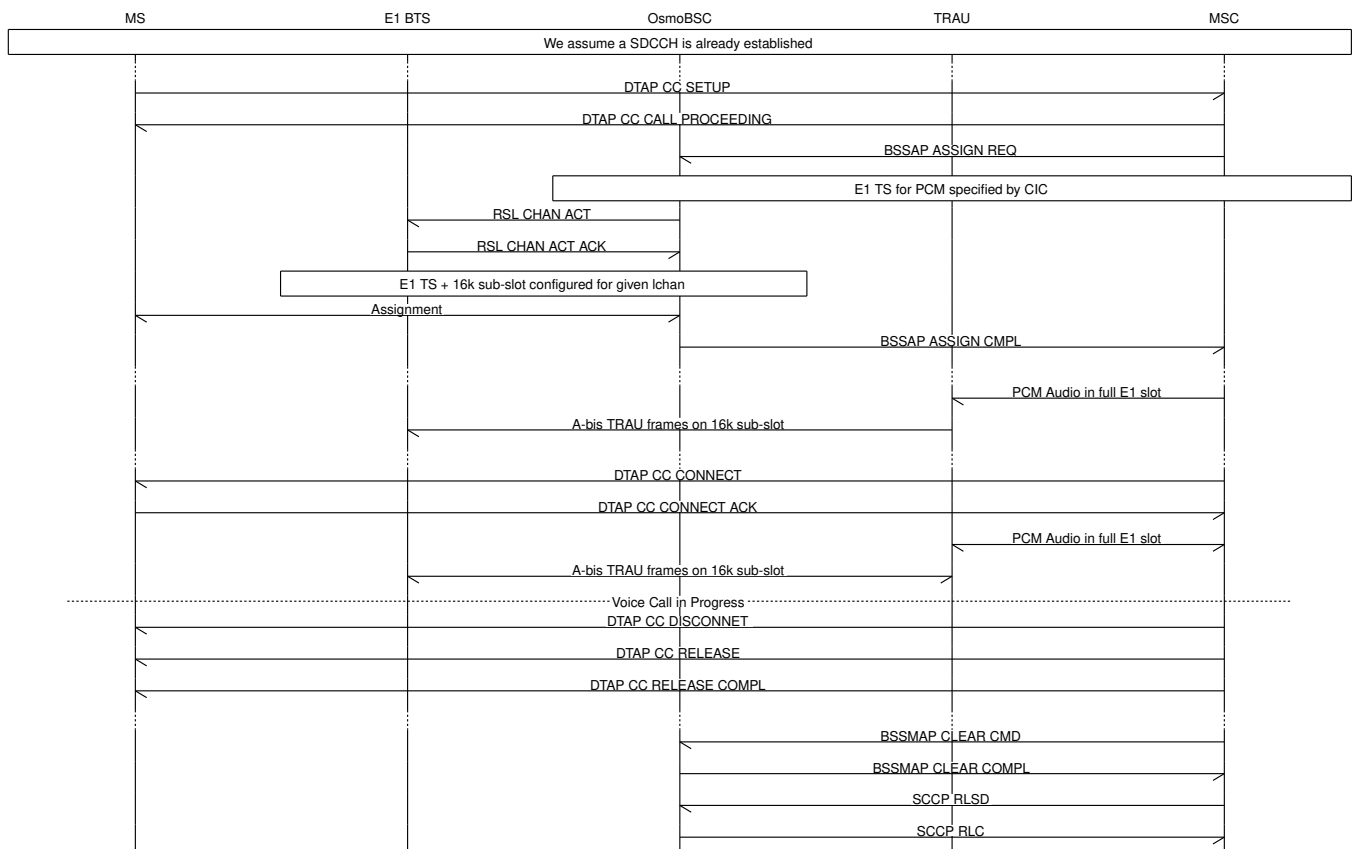 MS E1 BTS OsmoBSC TRAU MSC
We assume a SDCCH is already established
DTAP CC SETUP
DTAP CC CALL PROCEEDING
BSSAP ASSIGN REQ
E1 TS for PCM specified by CIC
RSL CHAN ACT
RSL CHAN ACT ACK
E1 TS + 16k sub-slot configured for given lchan
Assignment
BSSAP ASSIGN CMPL
PCM Audio in full E1 slot
A-bis TRAU frames on 16k sub-slot
DTAP CC CONNECT
DTAP CC CONNECT ACK
PCM Audio in full E1 slot
A-bis TRAU frames on 16k sub-slot
Voice Call in Progress
DTAP CC DISCONNET
DTAP CC RELEASE
DTAP CC RELEASE COMPL
BSSMAP CLEAR CMD
BSSMAP CLEAR COMPL
SCCP RLSD
SCCP RLC